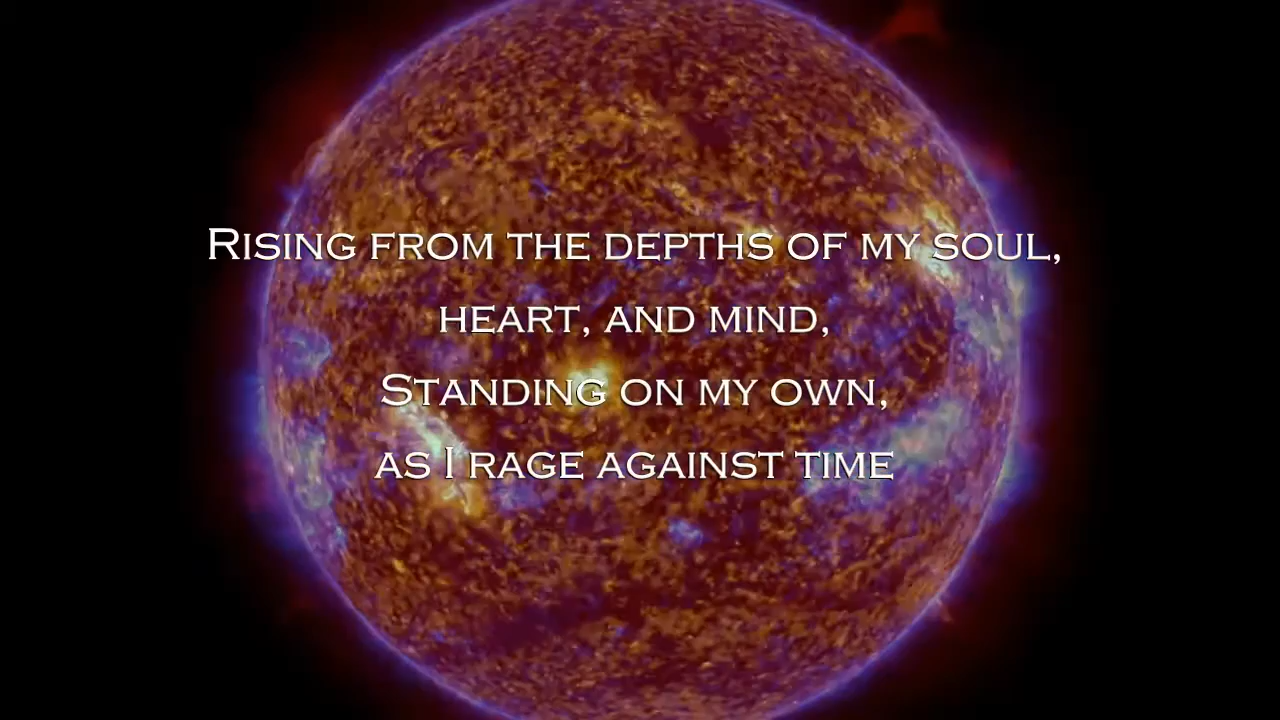 Rising from the depths of my soul,
heart, and mind,
Standing on my own,
as I rage against time